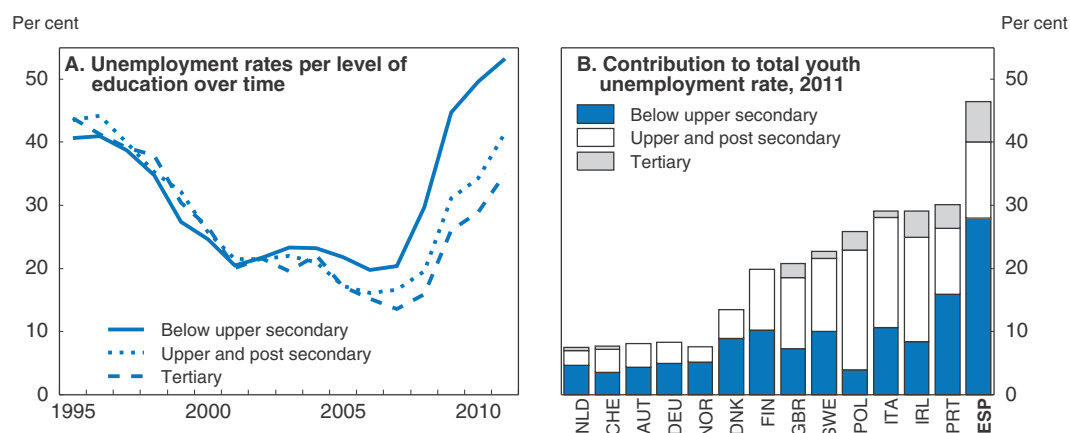 Per cent
Per cent
A. Unemployment rates per level of
education over time
50
40
30
20
10
0
Below upper secondary
Upper and post secondary
Tertiary
1995
2000
2005
2010
B. Contribution to total youth
unemployment rate, 2011
Below upper secondary
Upper and post secondary
Tertiary
50
40
30
20
10
0
NLD
CHE
AUT
DEU
NOR
DNK
FIN
GBR
SWE
POL
ITA
IRL
PRT
ESP